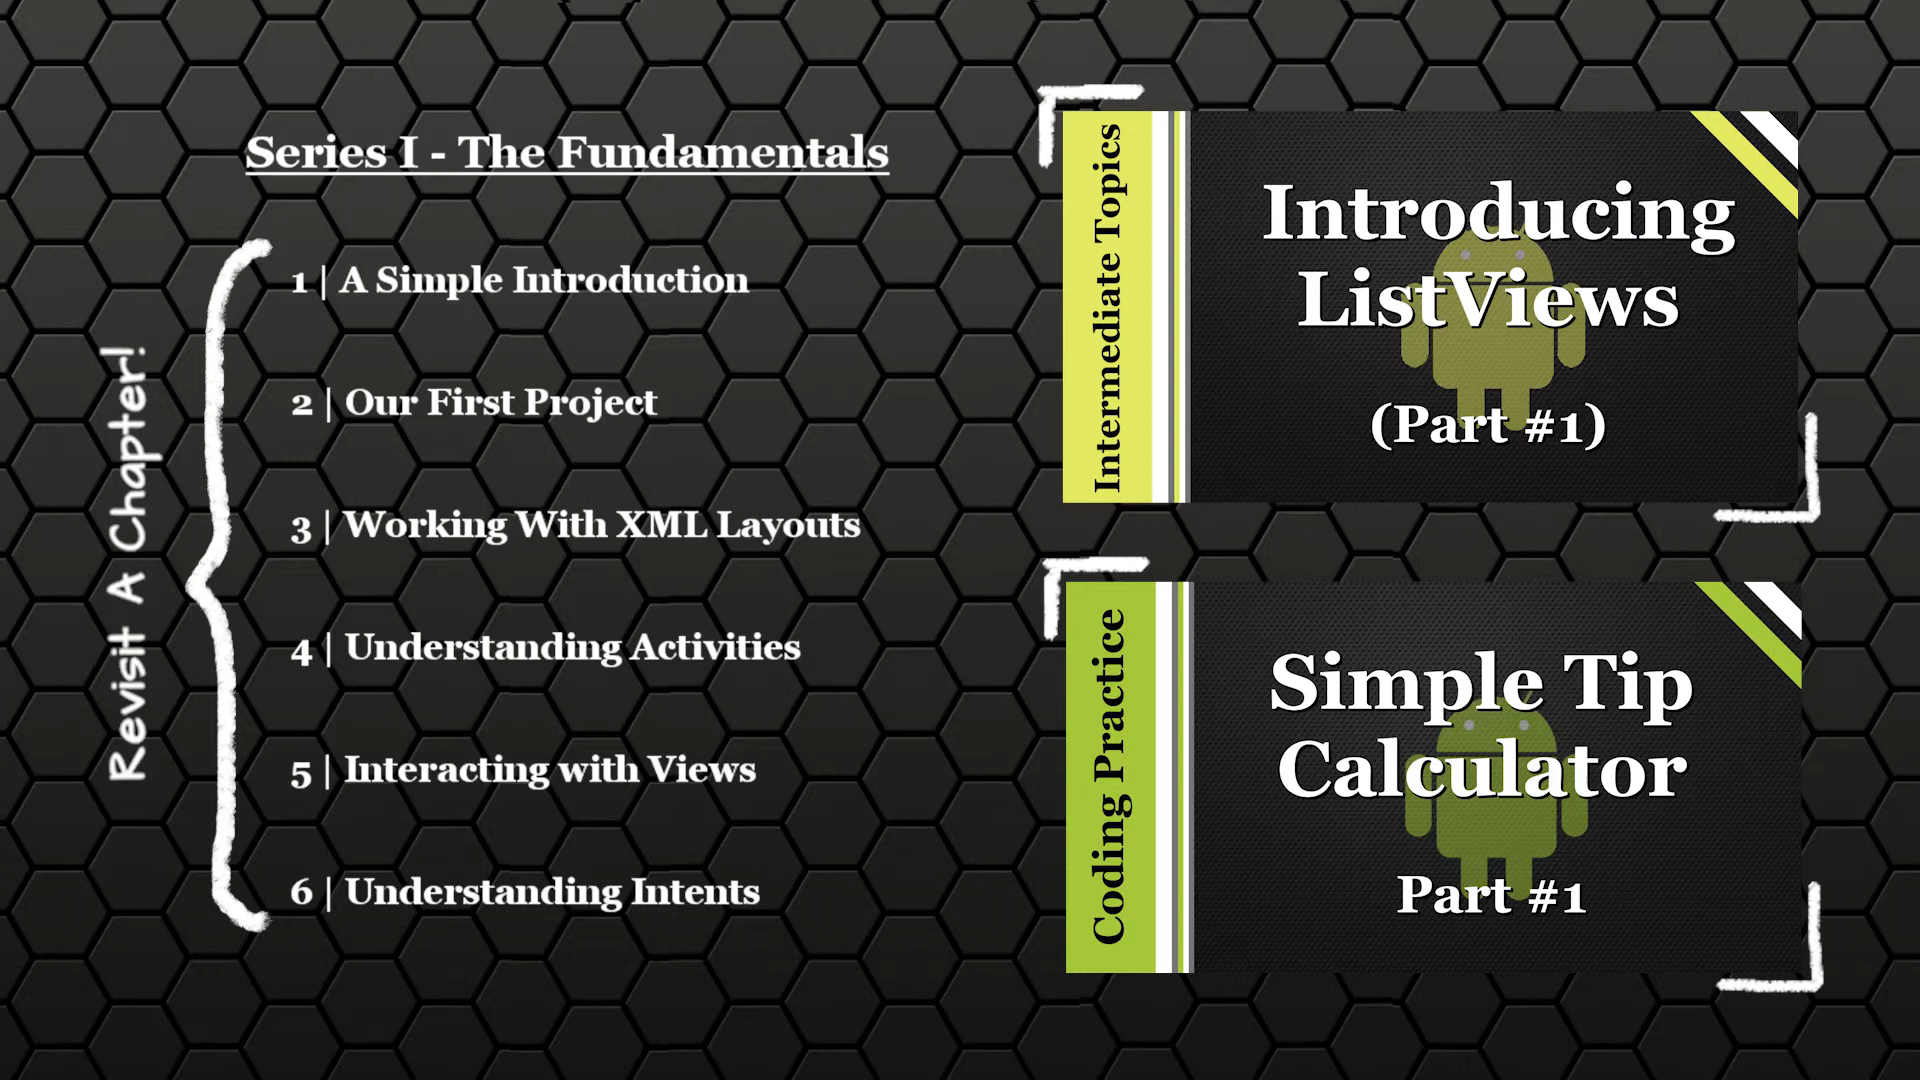 Series I - The Fundamentals
Revisit A Chapter!
1 | A Simple Introduction
2 | Our First Project
3 | Working With XML Layouts
4 | Understanding Activities
5 | Interacting with Views
6 | Understanding Intents
Intermediate Topics
Introducing
ListViews
(Part #1)
Coding Practice
Simple Tip
Calculator
Part #1